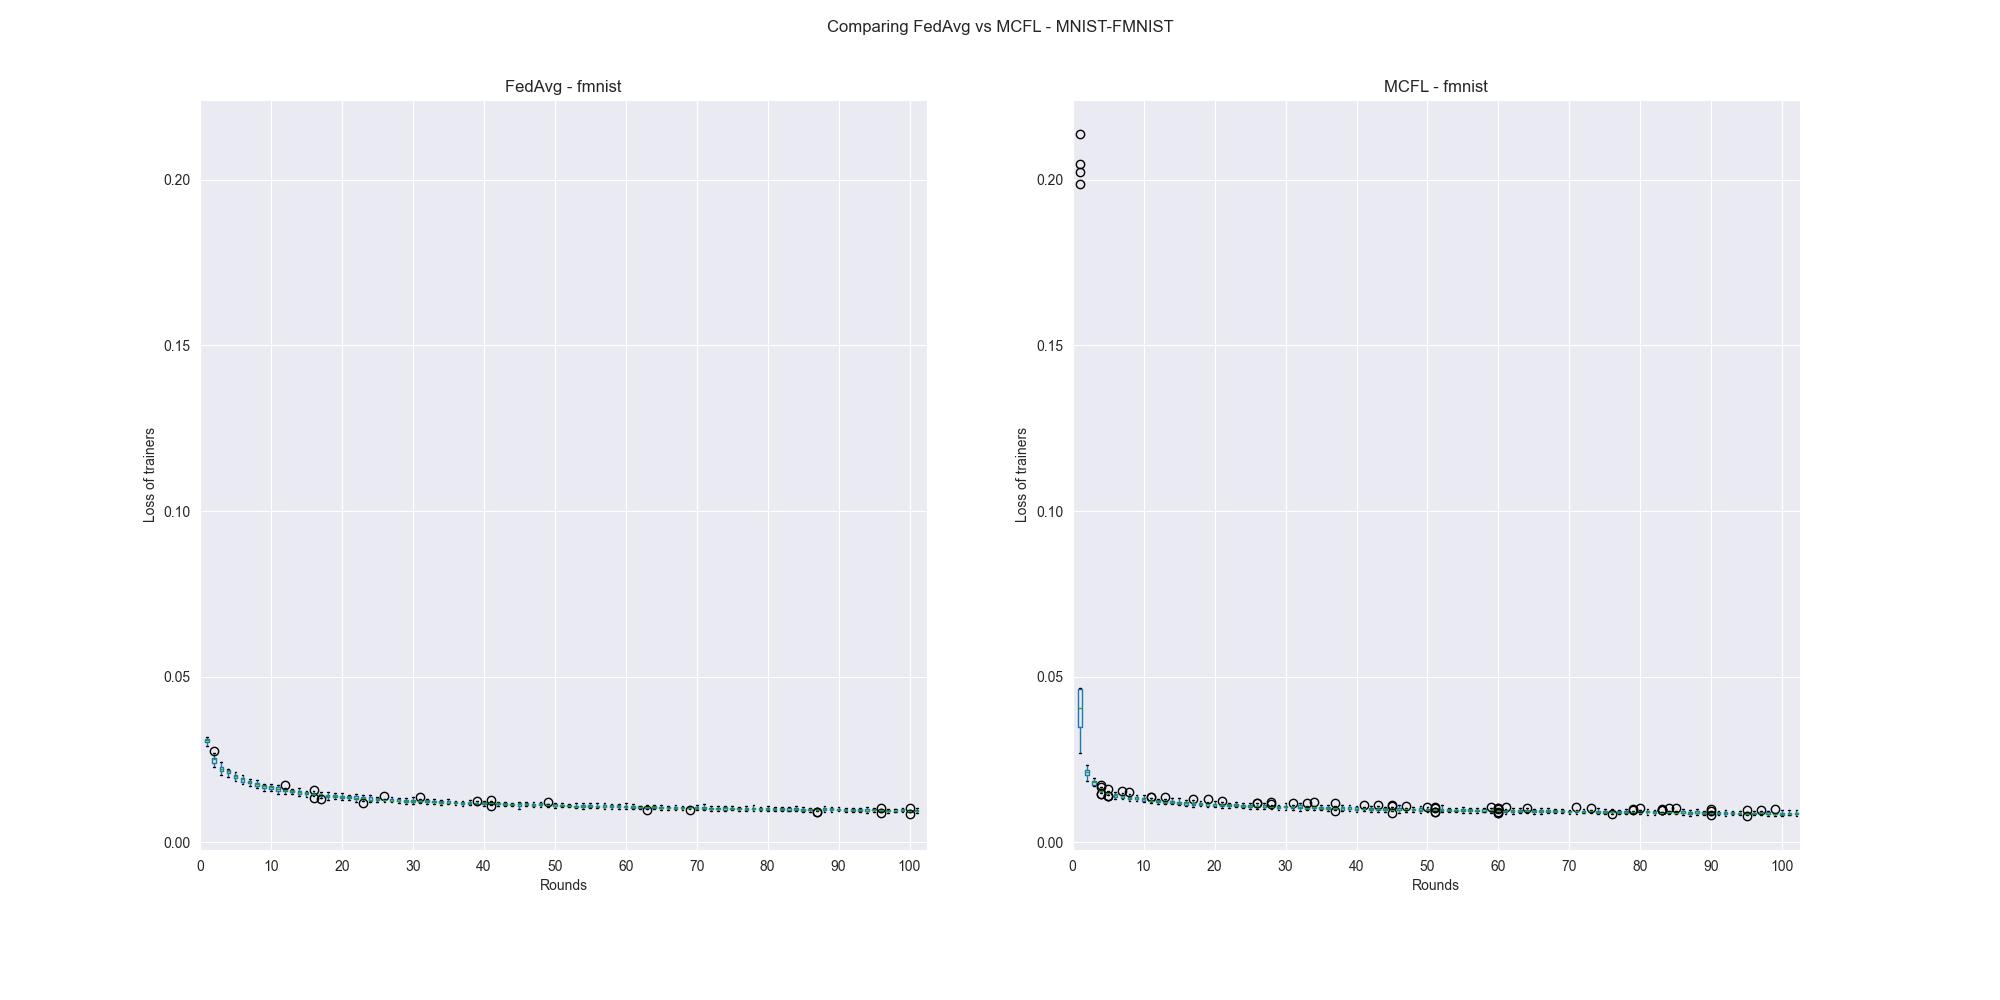 Comparing FedAvg vs MCFL - MNIST-FMNIST
FedAvg - fmnist
0.20
0.15
0.10
0.05
0.00
Loss of trainers
0 10 20 30 40 50 60 70 80 90 100
Rounds
MCFL - fmnist
0.20
0.15
0.10
0.05
0.00
Loss of trainers
0 10 20 30 40 50 60 70 80 90 100
Rounds